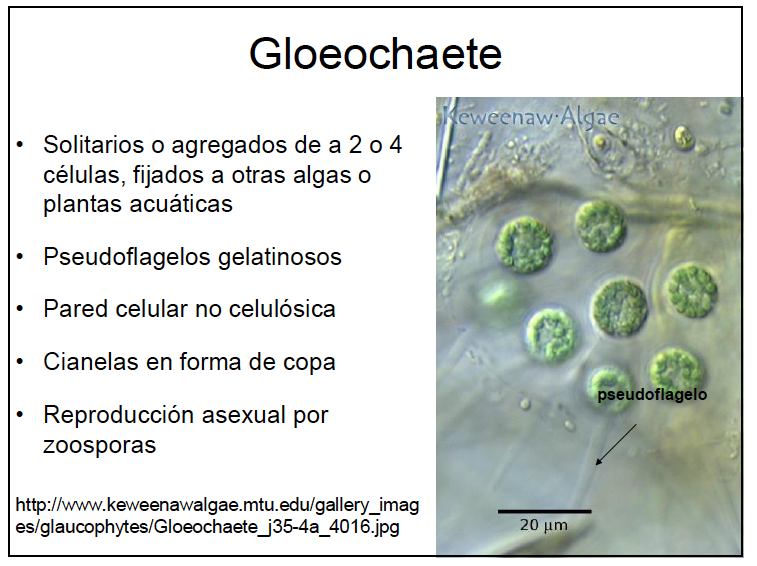 Gloeochaete
• Solitarios o agregados de a 2 o 4
células, fijados a otras algas o
plantas acuáticas
• Pseudoflagelos gelatinosos
• Pared celular no celulósica
• Cianelas en forma de copa
• Reproducción asexual por
zoosporas
http://www.keweenawalgae.mtu.edu/gallery_imag
es/glaucophytes/Gloeochaete_j35-4a_4016.jpg
Keweenaw·Algae
pseudoflagelo
20 µm